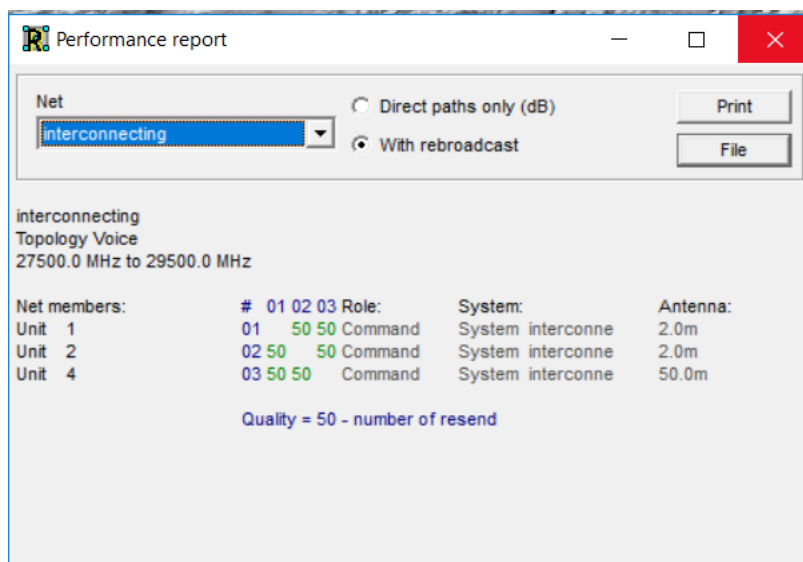 Performance report
Net
Direct paths only (dB)
Print
interconnecting
With rebroadcast
File
interconnecting
Topology Voice
27500.0 MHz to 29500.0 MHz
Net members: # 01 02 03 Role: System: Antenna:
Unit 1 01 50 50 Command System interconne 2.0m
Unit 2 02 50 50 Command System interconne 2.0m
Unit 4 03 50 50 Command System interconne 50.0m
Quality = 50 - number of resend